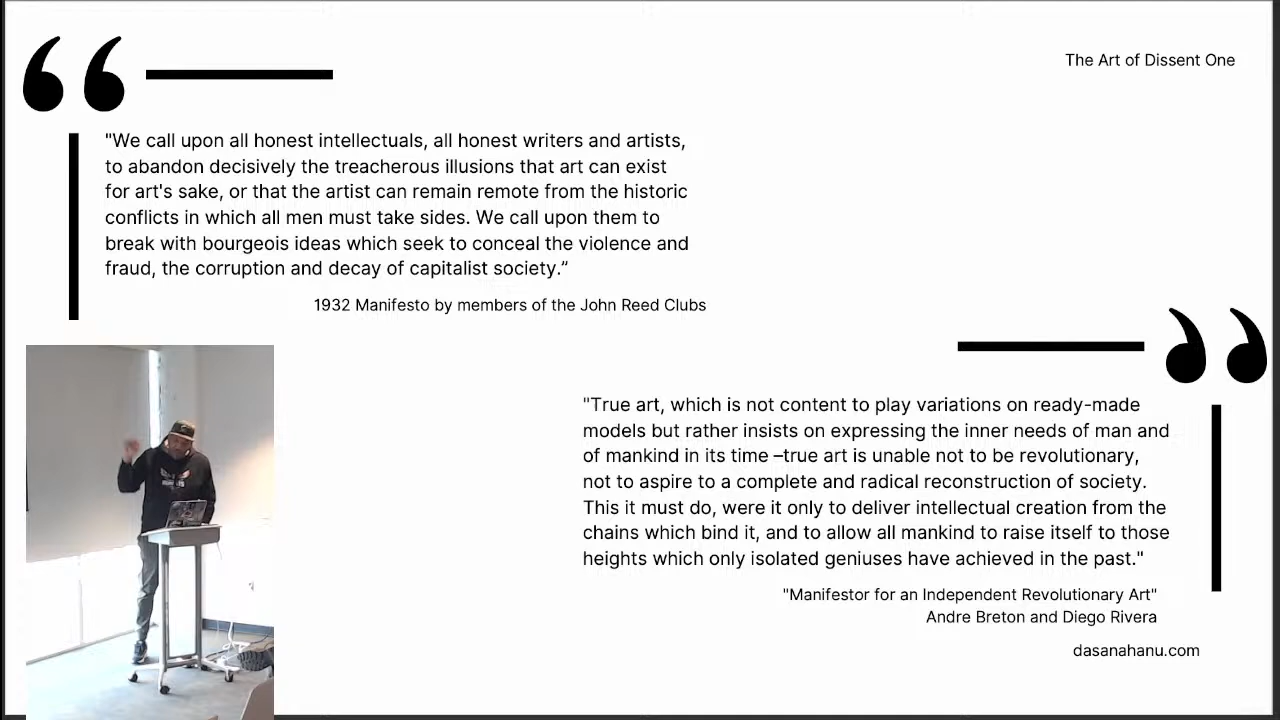 The Art of Dissent One
"We call upon all honest intellectuals, all honest writers and artists,
to abandon decisively the treacherous illusions that art can exist
for art's sake, or that the artist can remain remote from the historic
conflicts in which all men must take sides. We call upon them to
break with bourgeois ideas which seek to conceal the violence and
fraud, the corruption and decay of capitalist society.”
1932 Manifesto by members of the John Reed Clubs
"True art, which is not content to play variations on ready-made
models but rather insists on expressing the inner needs of man and
of mankind in its time –true art is unable not to be revolutionary,
not to aspire to a complete and radical reconstruction of society.
This it must do, were it only to deliver intellectual creation from the
chains which bind it, and to allow all mankind to raise itself to those
heights which only isolated geniuses have achieved in the past."
"Manifestor for an Independent Revolutionary Art"
Andre Breton and Diego Rivera
dasanahanu.com